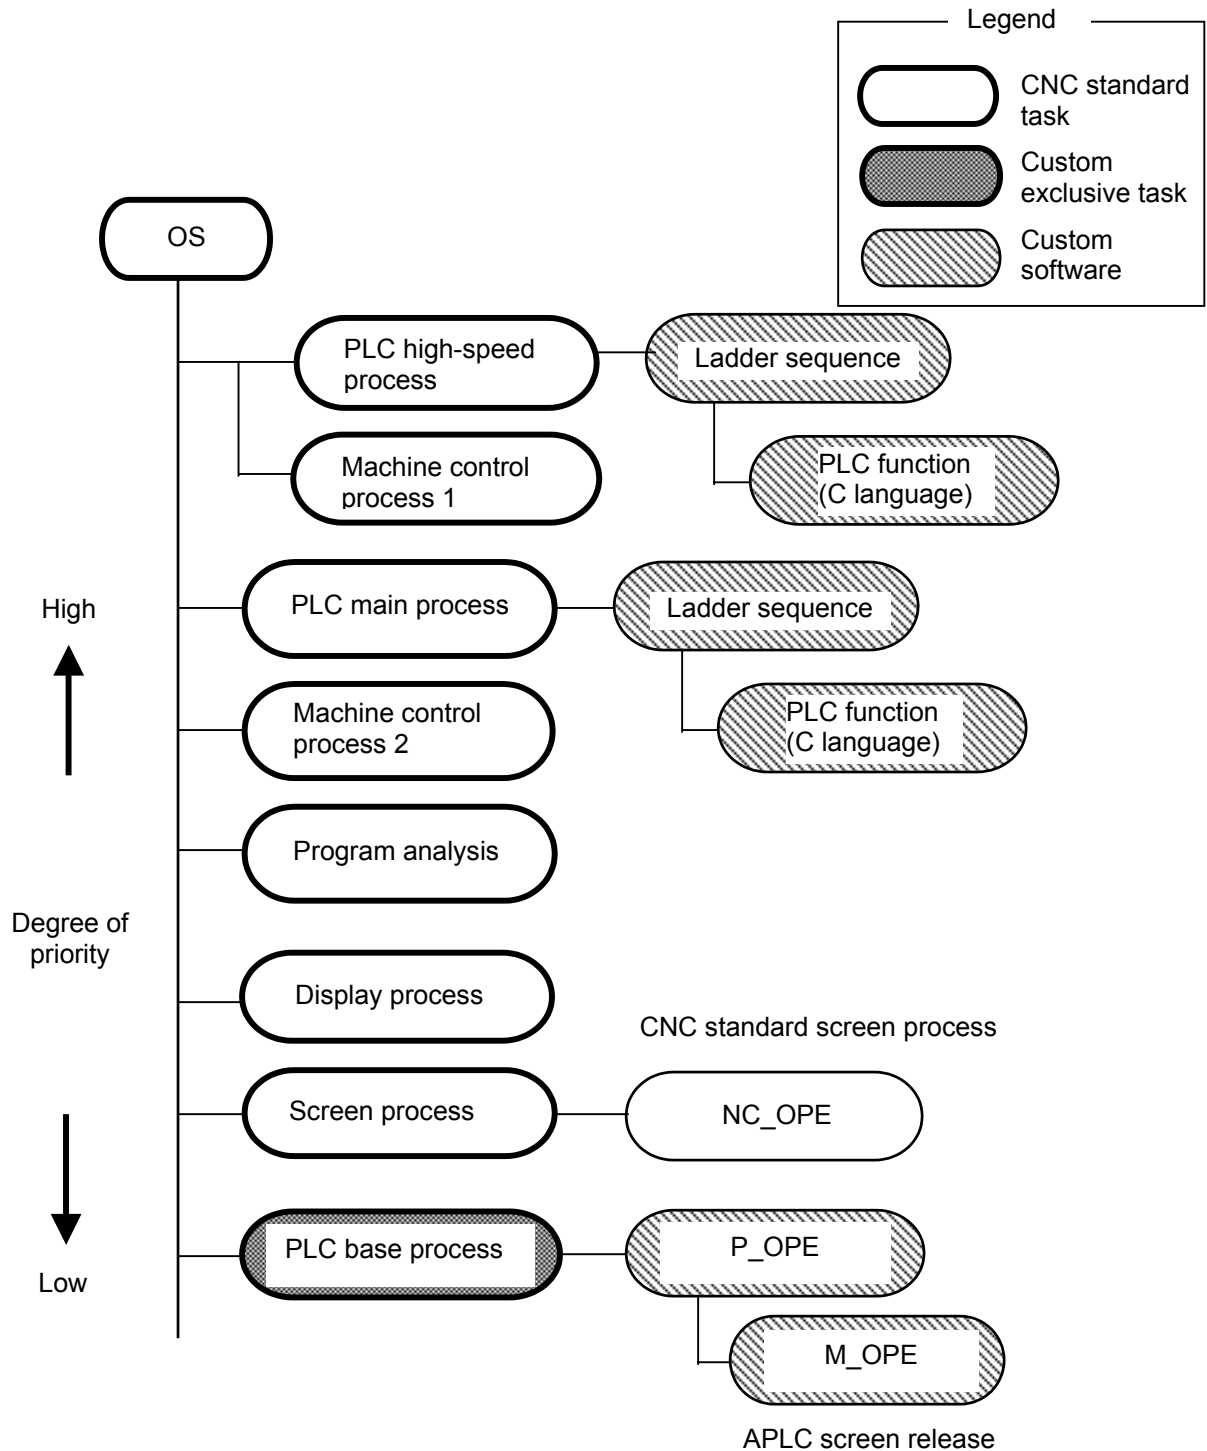 Legend
CNC standard
task
Custom
exclusive task
Custom
software
OS
PLC high-speed
process
Ladder sequence
Machine control
process 1
PLC function
(C language)
High
PLC main process
Ladder sequence
Machine control
process 2
PLC function
(C language)
Program analysis
Degree of
priority
Display process
CNC standard screen process
Screen process
NC_OPE
PLC base process
P_OPE
Low
M_OPE
APLC screen release